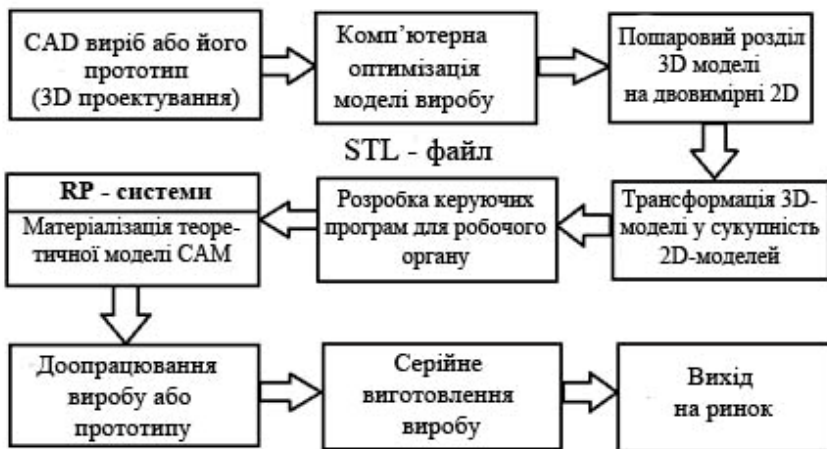 CAD виріб або його
прототип
(3D проектування)
Комп’ютерна
оптимізація
моделі виробу
Пошаровий розділ
3D моделі
на двовимірні 2D
STL - файл
Трансформація 3D-
моделі у сукупність
2D-моделей
Розробка керуючих
програм для робочого
органу
RP - системи
Матеріалізація теоре-
тичної моделі CAM
Доопрацювання
виробу або
прототипу
Серійне
виготовлення
виробу
Вихід
на ринок